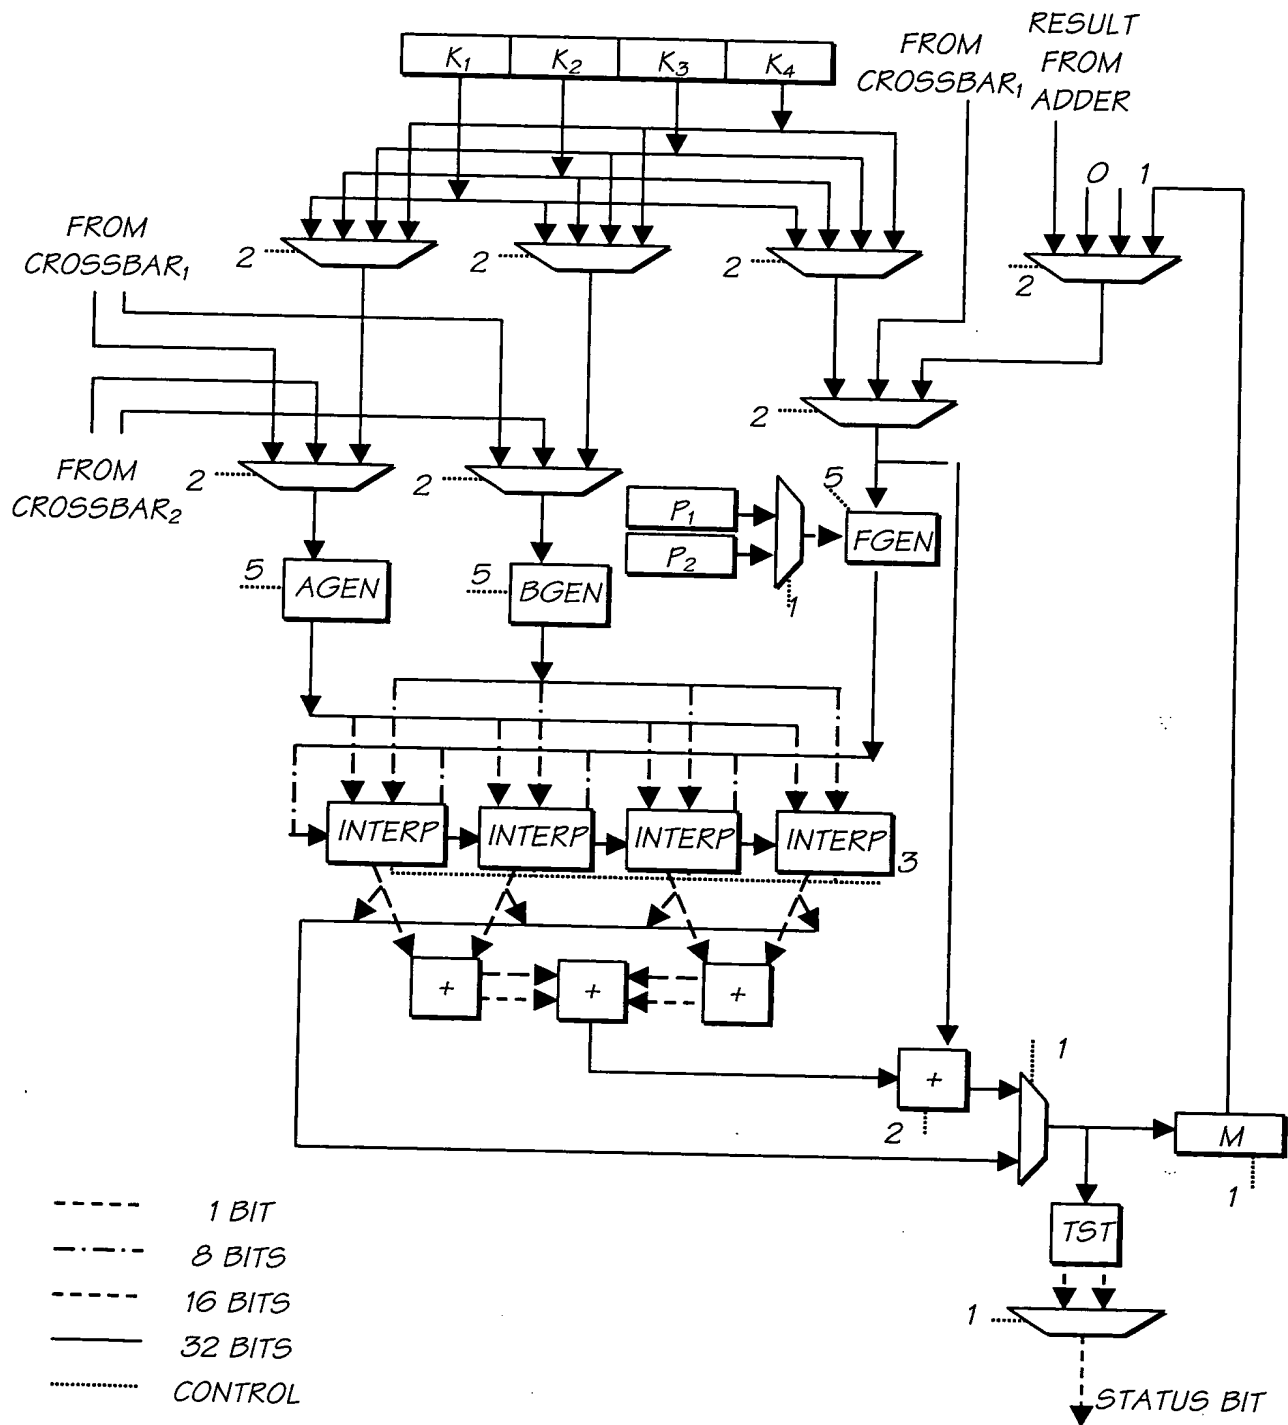 K1 K2 K3 K4
FROM
CROSSBAR1
RESULT
FROM
ADDER
0 1
FROM
CROSSBAR1
2
2
2
2
2
FROM
CROSSBAR2
2
2
P1
P2
1
5
FGEN
5
AGEN
5
BGEN
INTERP
INTERP
INTERP
INTERP
3
+
+
+
+
2
1
M
1
TST
1
STATUS BIT
1 BIT
8 BITS
16 BITS
32 BITS
CONTROL